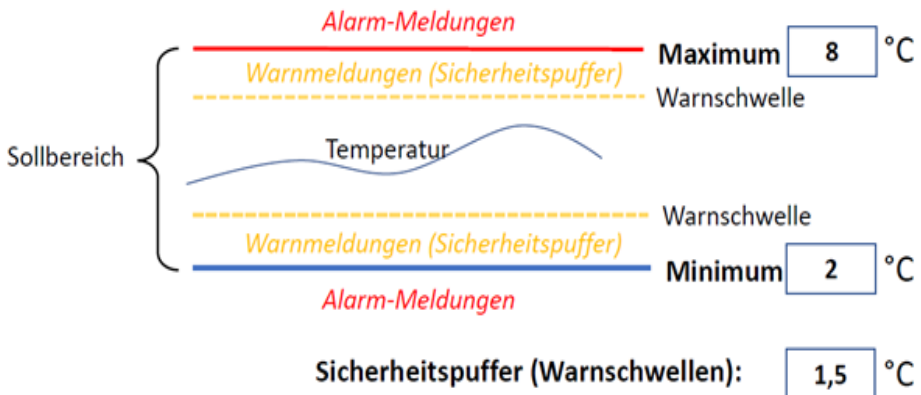 Alarm-Meldungen
Maximum 8 °C
Warnmeldungen (Sicherheitspuffer)
Warnschwelle
Sollbereich
Temperatur
Warnschwelle
Warnmeldungen (Sicherheitspuffer)
Minimum 2 °C
Alarm-Meldungen
Sicherheitspuffer (Warnschwellen): 1,5 °C